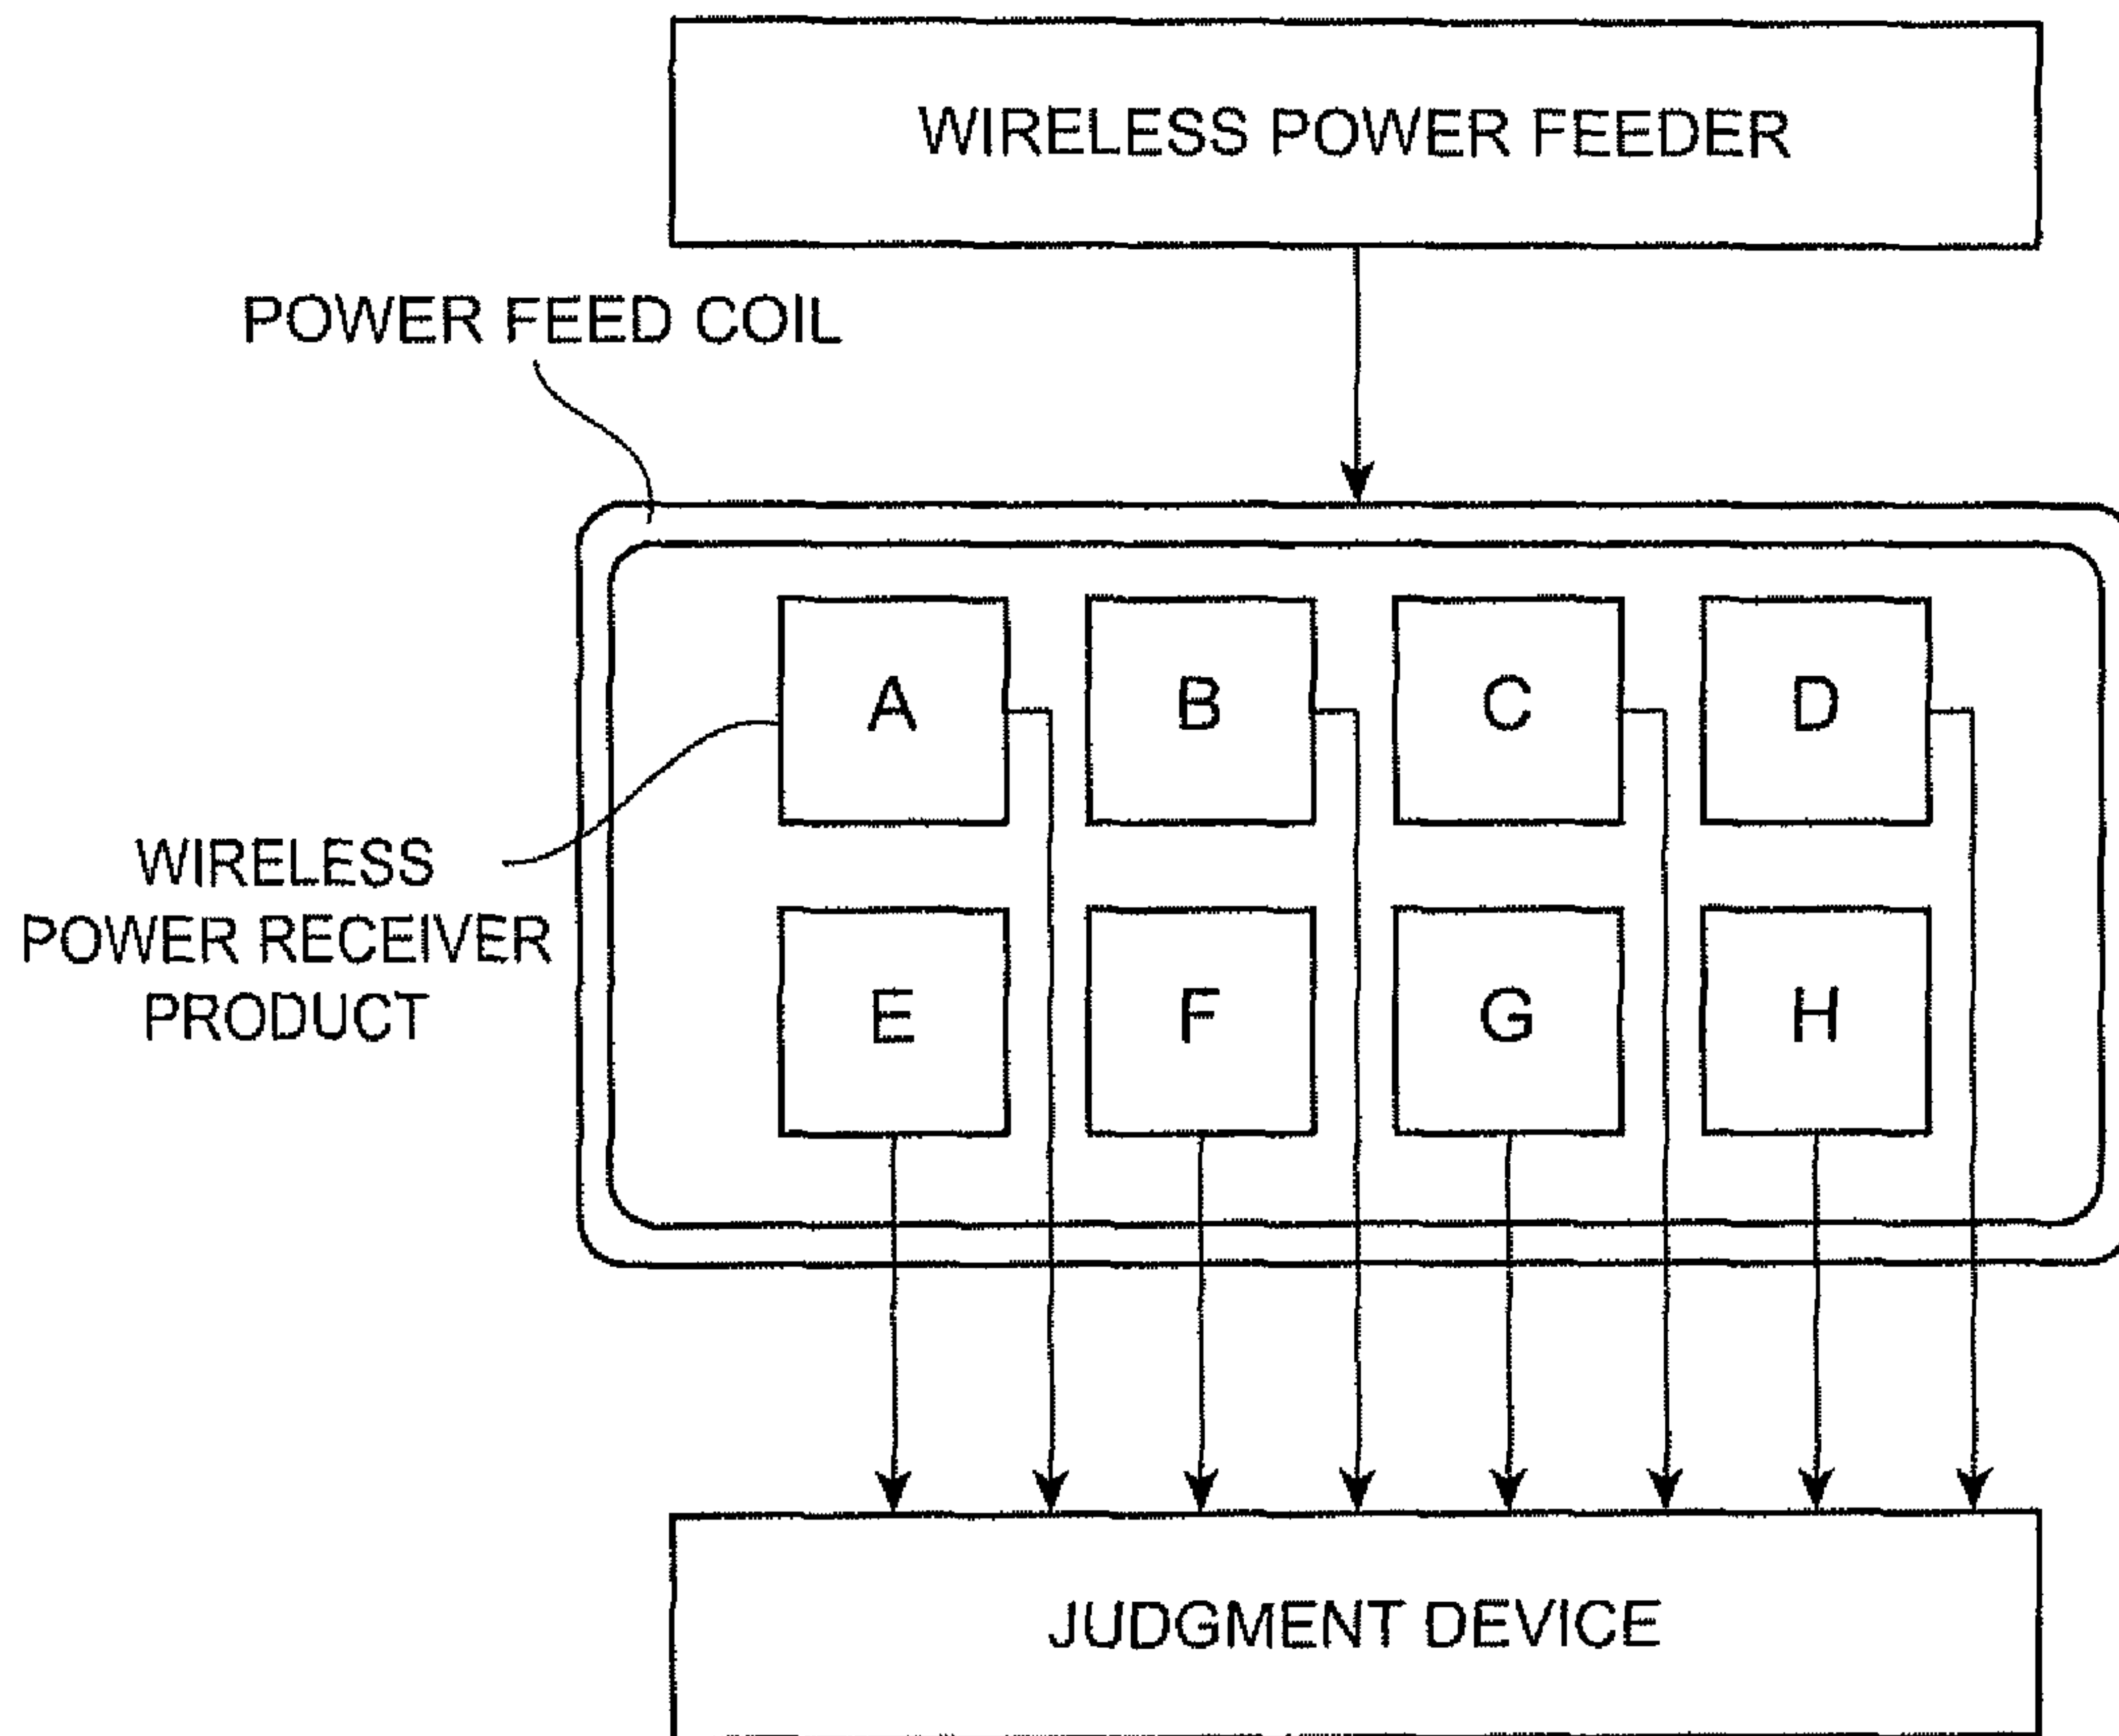 WIRELESS POWER FEEDER
POWER FEED COIL
A
B
C
D
WIRELESS
POWER RECEIVER
PRODUCT
E
F
G
H
JUDGMENT DEVICE